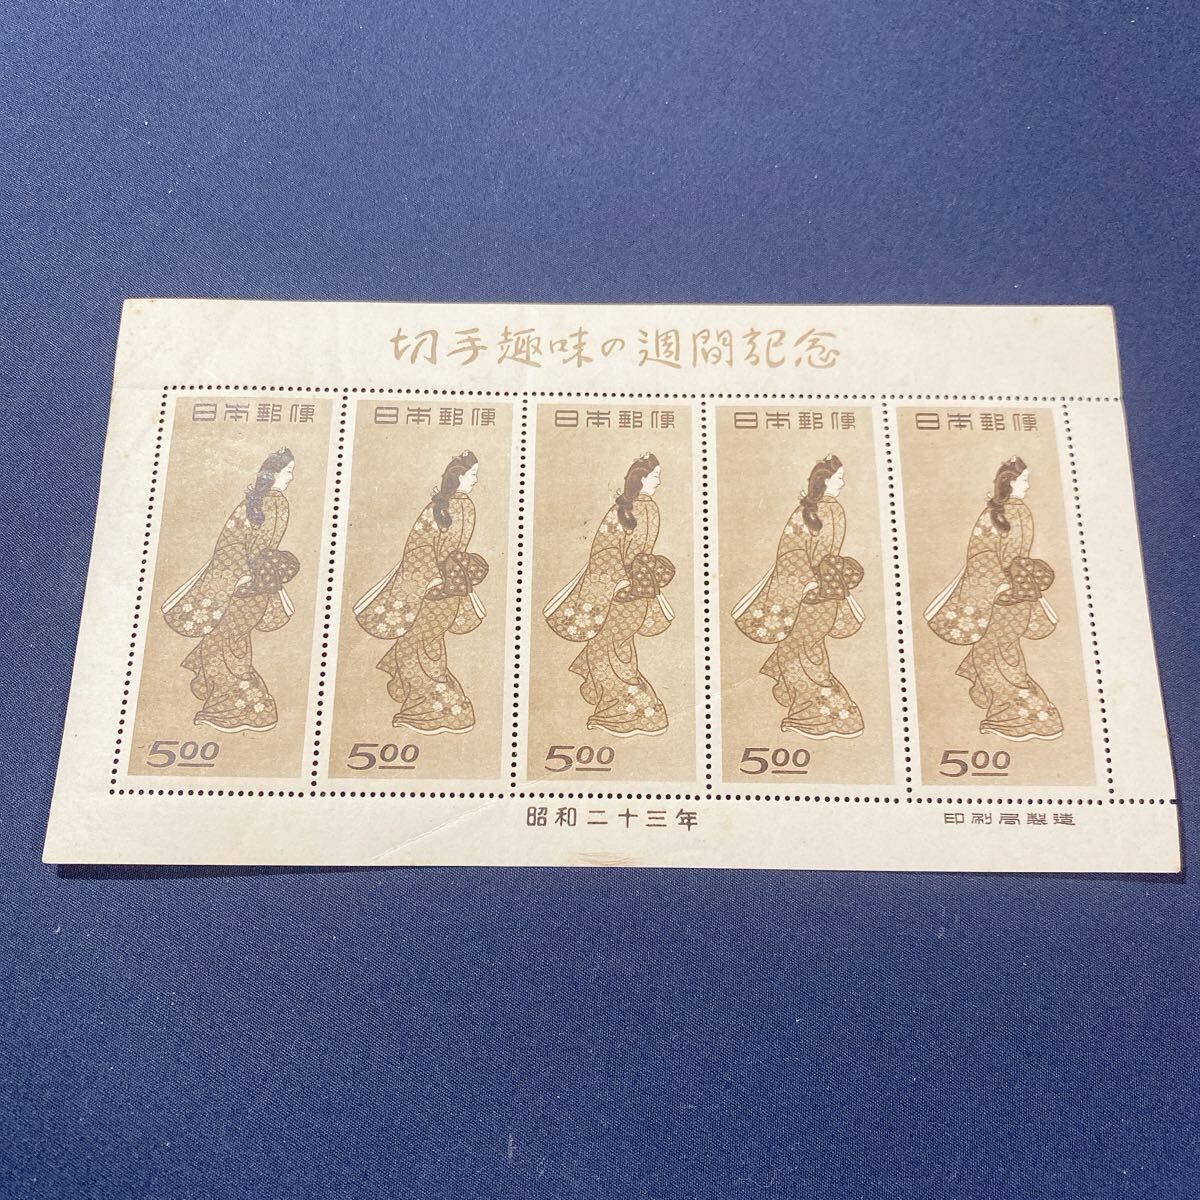 切手趣味の週間記念
日本郵便 日本郵便 日本郵便 日本郵便 日本郵便
5.00 5.00 5.00 5.00 5.00
昭和二十三年 印刷局製造